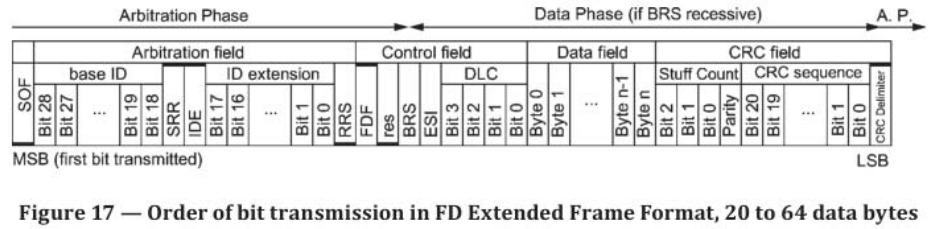 Arbitration Phase Data Phase (if BRS recessive) A. P.
Arbitration field Control field Data field CRC field
base ID ID extension DLC Stuff Count CRC sequence
SOF Bit 28 Bit 27 ... Bit 19 Bit 18 SRR IDE Bit 17 Bit 16 ... Bit 1 Bit 0 RRS FDF res BRS ESI Bit 3 Bit 2 Bit 1 Bit 0 Byte 0 Byte 1 ... Byte n-1 Byte n Bit 2 Bit 1 Bit 0 Parity Bit 20 Bit 19 ... Bit 1 Bit 0 CRC Delimiter
MSB (first bit transmitted) LSB
Figure 17 — Order of bit transmission in FD Extended Frame Format, 20 to 64 data bytes